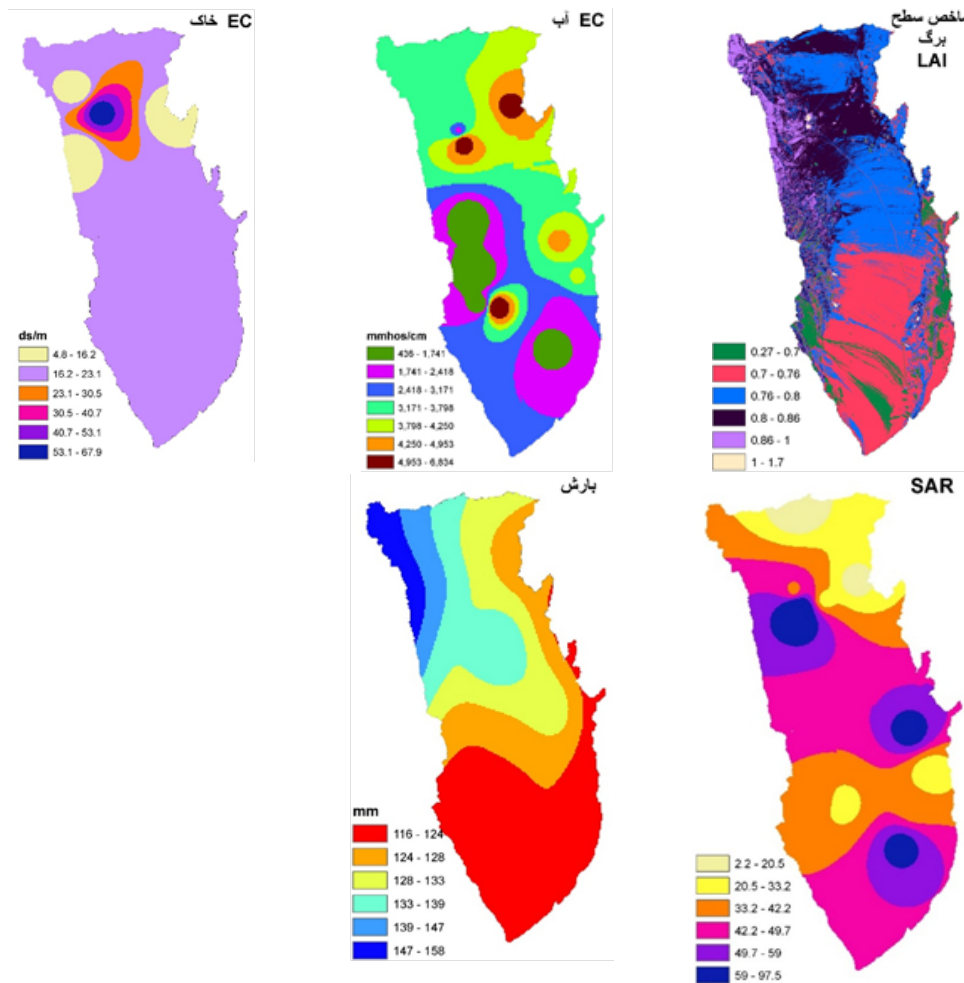 EC خاک
ds/m
4.8 - 16.2
16.2 - 23.1
23.1 - 30.5
30.5 - 40.7
40.7 - 53.1
53.1 - 67.9
EC آب
mmhos/cm
436 - 1,741
1,741 - 2,418
2,418 - 3,171
3,171 - 3,798
3,798 - 4,250
4,250 - 4,953
4,953 - 6,834
شاخص سطح
برگ
LAI
0.27 - 0.7
0.7 - 0.76
0.76 - 0.8
0.8 - 0.86
0.86 - 1
1 - 1.7
بارش
mm
116 - 124
124 - 128
128 - 133
133 - 139
139 - 147
147 - 158
SAR
2.2 - 20.5
20.5 - 33.2
33.2 - 42.2
42.2 - 49.7
49.7 - 59
59 - 97.5